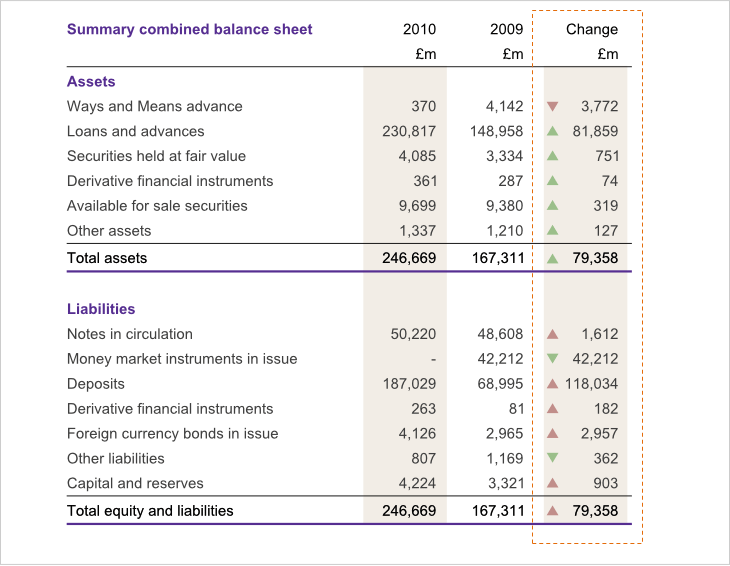 Summary combined balance sheet 2010 2009 Change
£m £m £m
Assets
Ways and Means advance 370 4,142 ▼ 3,772
Loans and advances 230,817 148,958 ▲ 81,859
Securities held at fair value 4,085 3,334 ▲ 751
Derivative financial instruments 361 287 ▲ 74
Available for sale securities 9,699 9,380 ▲ 319
Other assets 1,337 1,210 ▲ 127
Total assets 246,669 167,311 ▲ 79,358
Liabilities
Notes in circulation 50,220 48,608 ▲ 1,612
Money market instruments in issue - 42,212 ▼ 42,212
Deposits 187,029 68,995 ▲ 118,034
Derivative financial instruments 263 81 ▲ 182
Foreign currency bonds in issue 4,126 2,965 ▲ 2,957
Other liabilities 807 1,169 ▼ 362
Capital and reserves 4,224 3,321 ▲ 903
Total equity and liabilities 246,669 167,311 ▲ 79,358